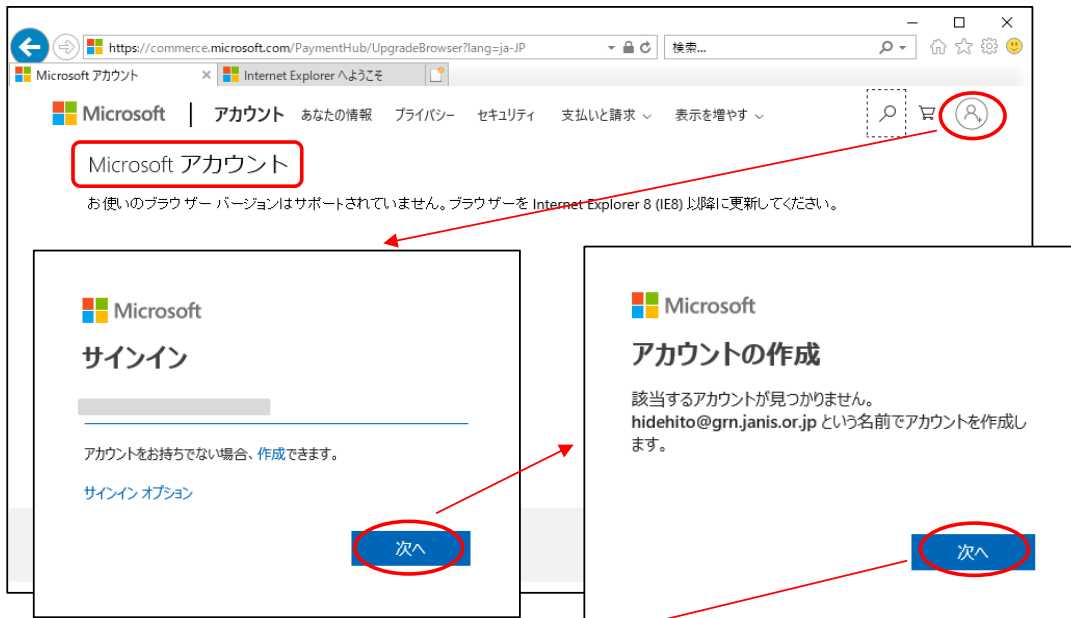 https://commerce.microsoft.com/PaymentHub/UpgradeBrowser?lang=ja-JP
検索...
Microsoft アカウント
Internet Explorer へようこそ
Microsoft アカウント あなたの情報 プライバシー セキュリティ 支払いと請求 表示を増やす
Microsoft アカウント
お使いのブラウザー バージョンはサポートされていません。ブラウザーを Internet Explorer 8 (IE8) 以降に更新してください。
Microsoft
サインイン
アカウントをお持ちでない場合、作成できます。
サインイン オプション
次へ
Microsoft
アカウントの作成
該当するアカウントが見つかりません。
hidehito@grn.janis.or.jp という名前でアカウントを作成し
ます。
次へ